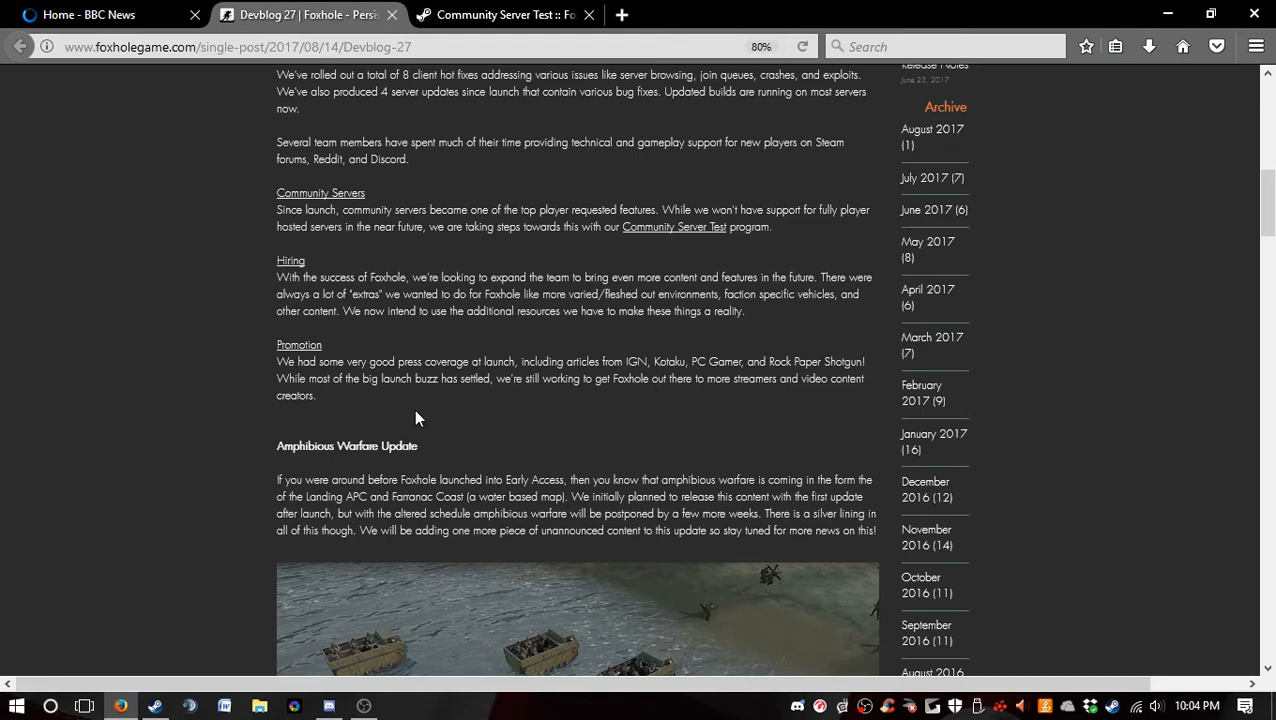 Home - BBC News
Devblog 27 | Foxhole - Persis
Community Server Test :: Fo
www.foxholegame.com/single-post/2017/08/14/Devblog-27
80%
Search
Release Notes
June 23, 2017
We've rolled out a total of 8 client hot fixes addressing various issues like server browsing, join queues, crashes, and exploits.
We've also produced 4 server updates since launch that contain various bug fixes. Updated builds are running on most servers
now.
Several team members have spent much of their time providing technical and gameplay support for new players on Steam
forums, Reddit, and Discord.
Community Servers
Since launch, community servers became one of the top player requested features. While we won't have support for fully player
hosted servers in the near future, we are taking steps towards this with our Community Server Test program.
Hiring
With the success of Foxhole, we're looking to expand the team to bring even more content and features in the future. There were
always a lot of "extras" we wanted to do for Foxhole like more varied/fleshed out environments, faction specific vehicles, and
other content. We now intend to use the additional resources we have to make these things a reality.
Promotion
We had some very good press coverage at launch, including articles from IGN, Kotaku, PC Gamer, and Rock Paper Shotgun!
While most of the big launch buzz has settled, we're still working to get Foxhole out there to more streamers and video content
creators.
Amphibious Warfare Update
If you were around before Foxhole launched into Early Access, then you know that amphibious warfare is coming in the form the
of the Landing APC and Farranac Coast (a water based map). We initially planned to release this content with the first update
after launch, but with the altered schedule amphibious warfare will be postponed by a few more weeks. There is a silver lining in
all of this though. We will be adding one more piece of unannounced content to this update so stay tuned for more news on this!
Archive
August 2017
(1)
July 2017 (7)
June 2017 (6)
May 2017
(8)
April 2017
(6)
March 2017
(7)
February
2017 (9)
January 2017
(16)
December
2016 (12)
November
2016 (14)
October
2016 (11)
September
2016 (11)
August 2016
10:04 PM